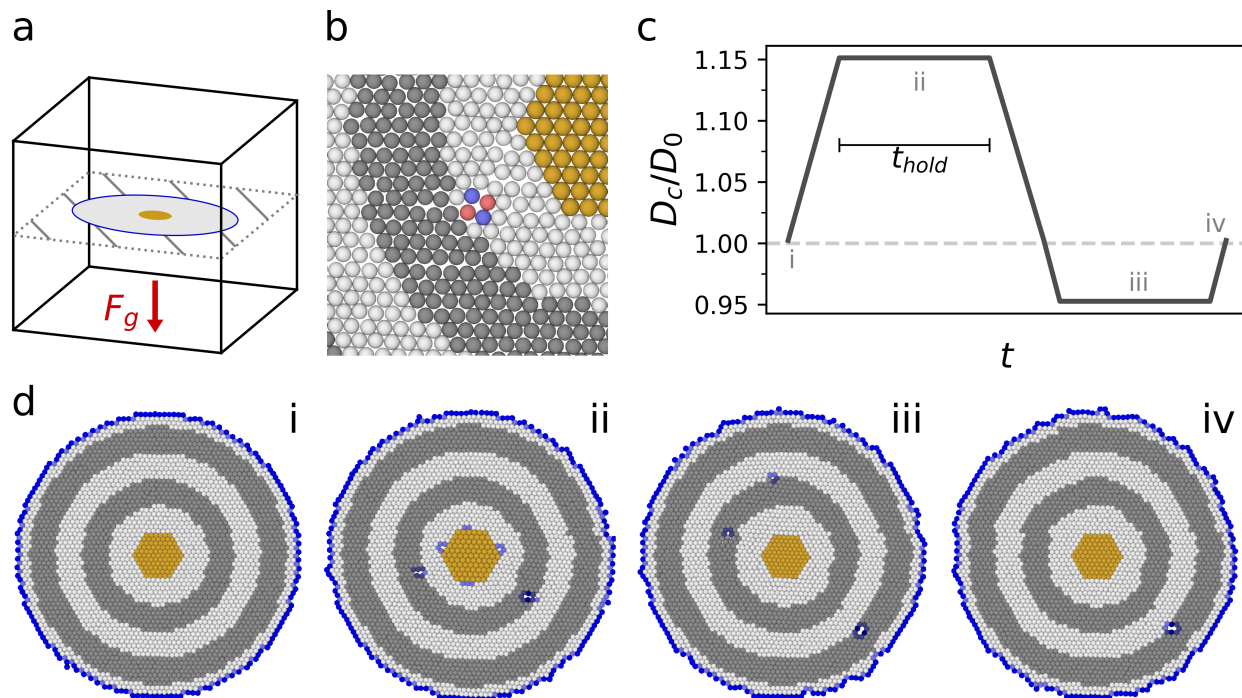 a
F_g
b
c
D_c/D_0
1.15
1.10
1.05
1.00
0.95
i
ii
t_hold
iii
iv
t
d
i
ii
iii
iv